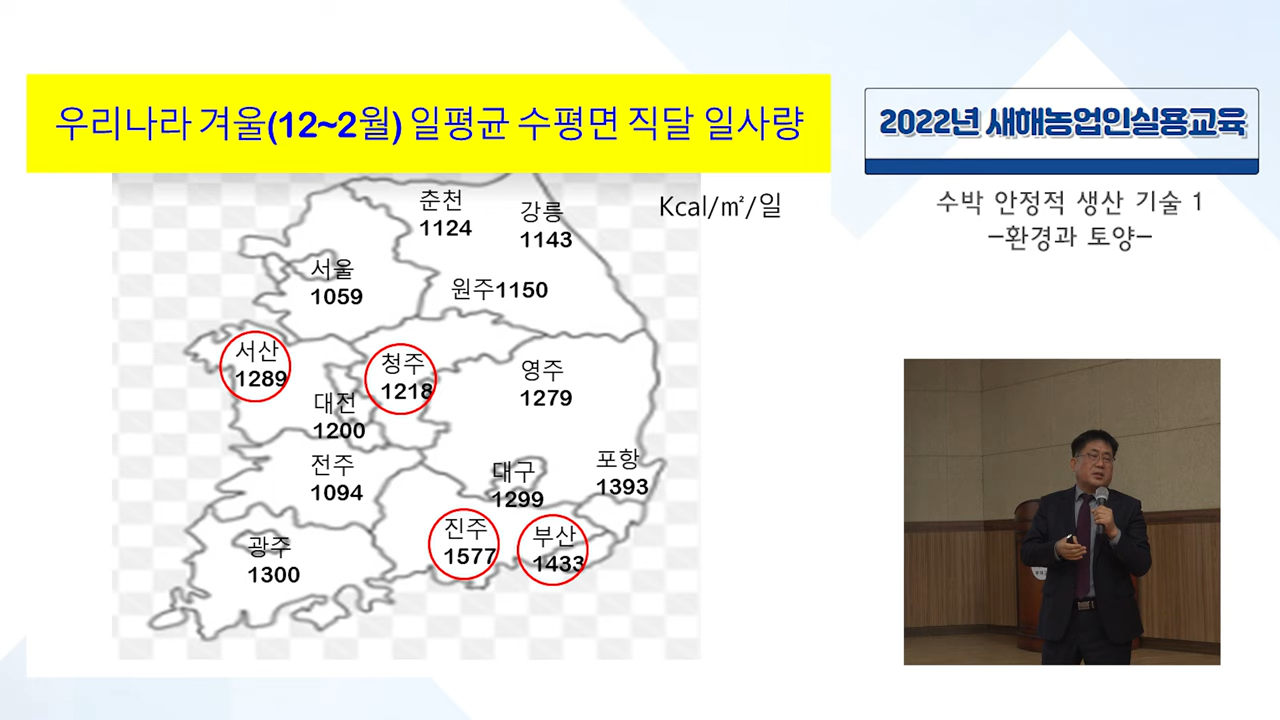 우리나라 겨울(12~2월) 일평균 수평면 직달 일사량
2022년 새해농업인실용교육
수박 안정적 생산 기술 1
-환경과 토양-
Kcal/㎡/일
춘천
1124
강릉
1143
서울
1059
원주1150
서산
1289
청주
1218
영주
1279
대전
1200
전주
1094
대구
1299
포항
1393
진주
1577
부산
1433
광주
1300